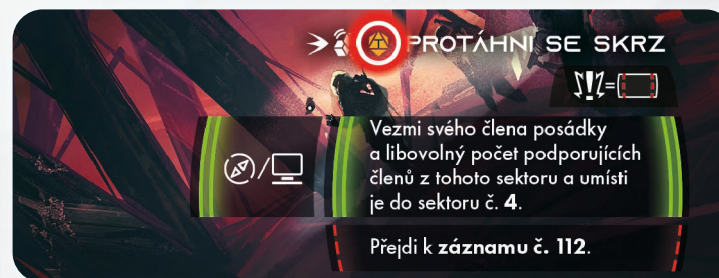 PROTÁHNI SE SKRZ
Vezmi svého člena posádky
a libovolný počet podporujících
členů z tohoto sektoru a umísti
je do sektoru č. 4.
Přejdi k záznamu č. 112.